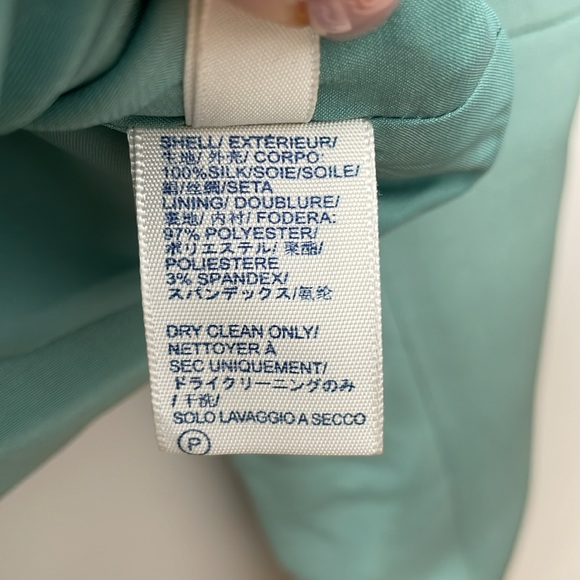 SHELL/ EXTÉRIEUR/
生地/ 外壳/ CORPO:
100%SILK/SOIE/SOILE/
絹/丝绸/SETA
LINING/ DOUBLURE/
裏地/ 内衬/ FODERA:
97% POLYESTER/
ポリエステル/ 聚酯/
POLIESTERE
3% SPANDEX/
スパンデックス/氨纶
DRY CLEAN ONLY/
NETTOYER À
SEC UNIQUEMENT/
ドライクリーニングのみ
/ 干洗/
SOLO LAVAGGIO A SECCO
P